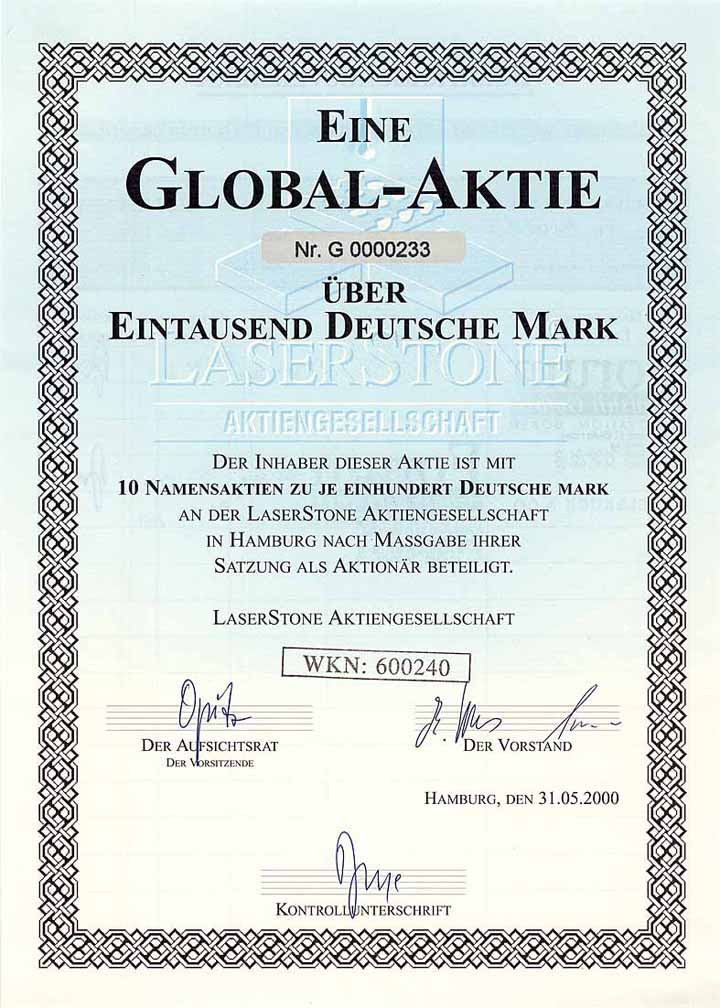 EINE
GLOBAL-AKTIE
Nr. G 0000233
ÜBER
EINTAUSEND DEUTSCHE MARK
LASERSTONE
AKTIENGESELLSCHAFT
DER INHABER DIESER AKTIE IST MIT
10 NAMENSAKTIEN ZU JE EINHUNDERT DEUTSCHE MARK
AN DER LASERSTONE AKTIENGESELLSCHAFT
IN HAMBURG NACH MASSGABE IHRER
SATZUNG ALS AKTIONÄR BETEILIGT.
LASERSTONE AKTIENGESELLSCHAFT
WKN: 600240
DER AUFSICHTSRAT
DER VORSITZENDE
DER VORSTAND
HAMBURG, DEN 31.05.2000
KONTROLLUNTERSCHRIFT